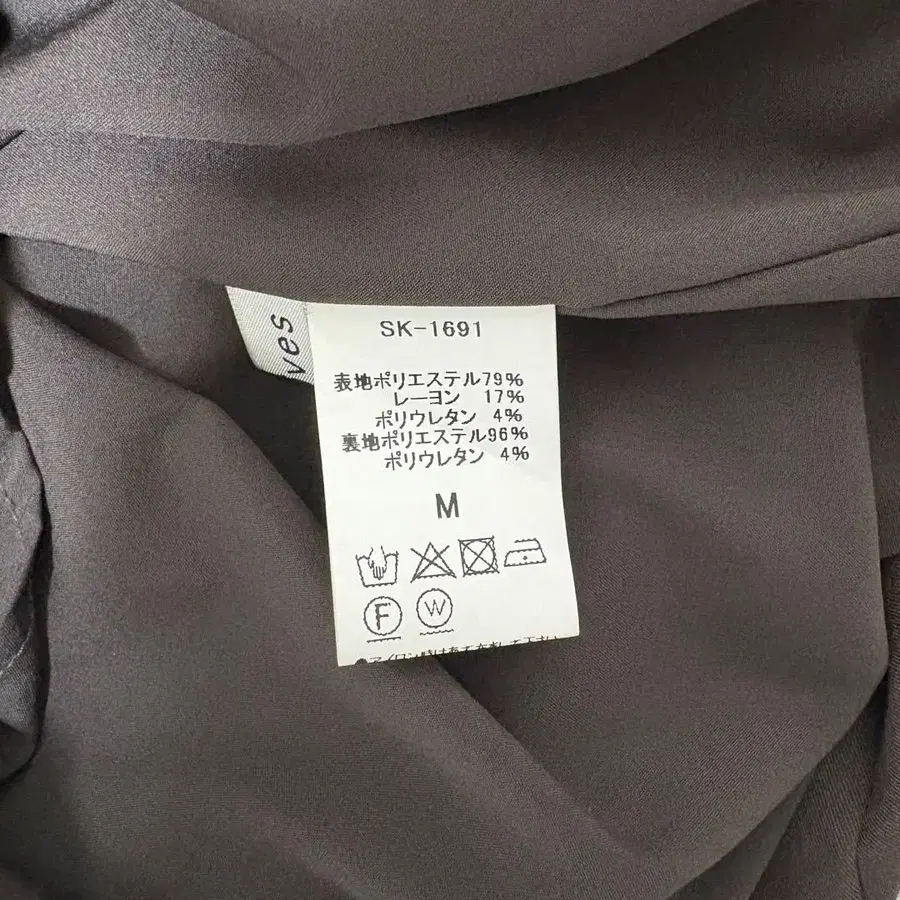 SK-1691
表地ポリエステル79%
レーヨン 17%
ポリウレタン 4%
裏地ポリエステル96%
ポリウレタン 4%
M
F
W
ves